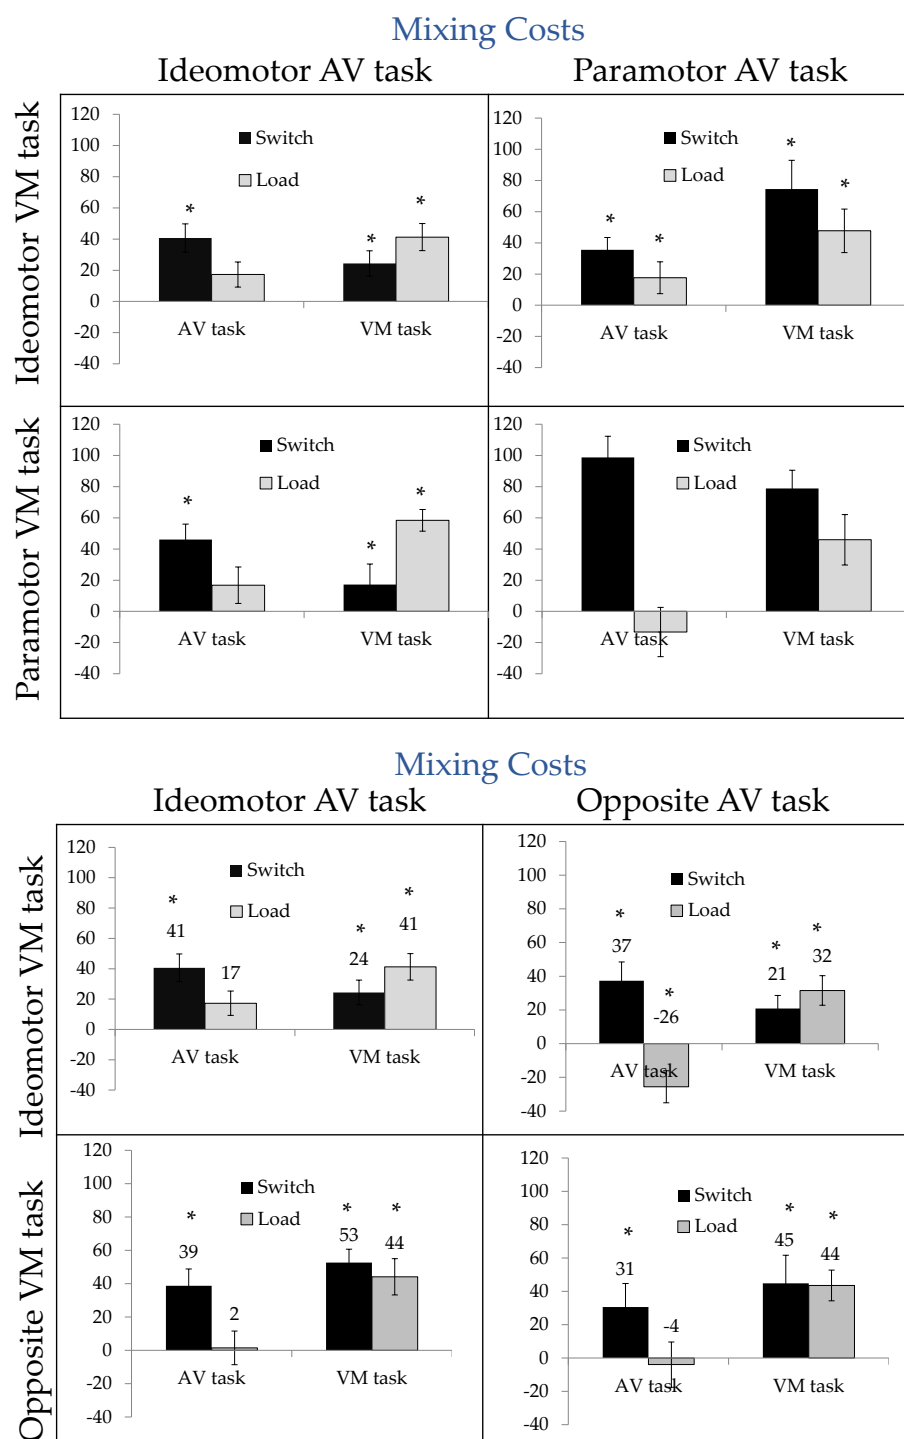 Mixing Costs
Ideomotor AV task
Paramotor AV task
Ideomotor VM task
120
100
80
60
40
20
0
-20
-40
Switch
Load
*
*
*
AV task
VM task
120
100
80
60
40
20
0
-20
-40
Switch
Load
*
*
*
*
AV task
VM task
Paramotor VM task
120
100
80
60
40
20
0
-20
-40
Switch
Load
*
*
*
AV task
VM task
120
100
80
60
40
20
0
-20
-40
Switch
Load
AV task
VM task
Mixing Costs
Ideomotor AV task
Opposite AV task
Ideomotor VM task
120
100
80
60
40
20
0
-20
-40
Switch
Load
*
41
17
*
24
*
41
AV task
VM task
120
100
80
60
40
20
0
-20
-40
Switch
Load
*
37
*
-26
*
21
*
32
AV task
VM task
Opposite VM task
120
100
80
60
40
20
0
-20
-40
Switch
Load
*
39
2
*
53
*
44
AV task
VM task
120
100
80
60
40
20
0
-20
-40
Switch
Load
*
31
-4
*
45
*
44
AV task
VM task